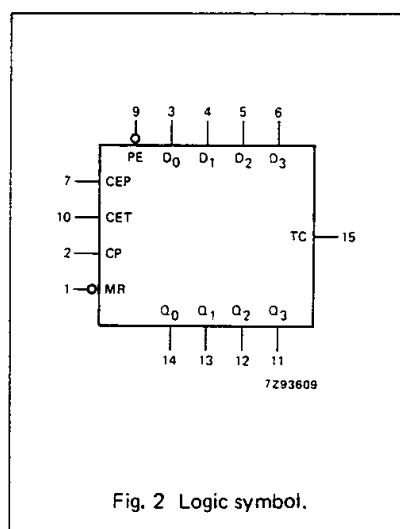 9 3 4 5 6
PE D0 D1 D2 D3
7 CEP
10 CET
TC 15
2 CP
1 MR
Q0 Q1 Q2 Q3
14 13 12 11
7Z93609
Fig. 2 Logic symbol.